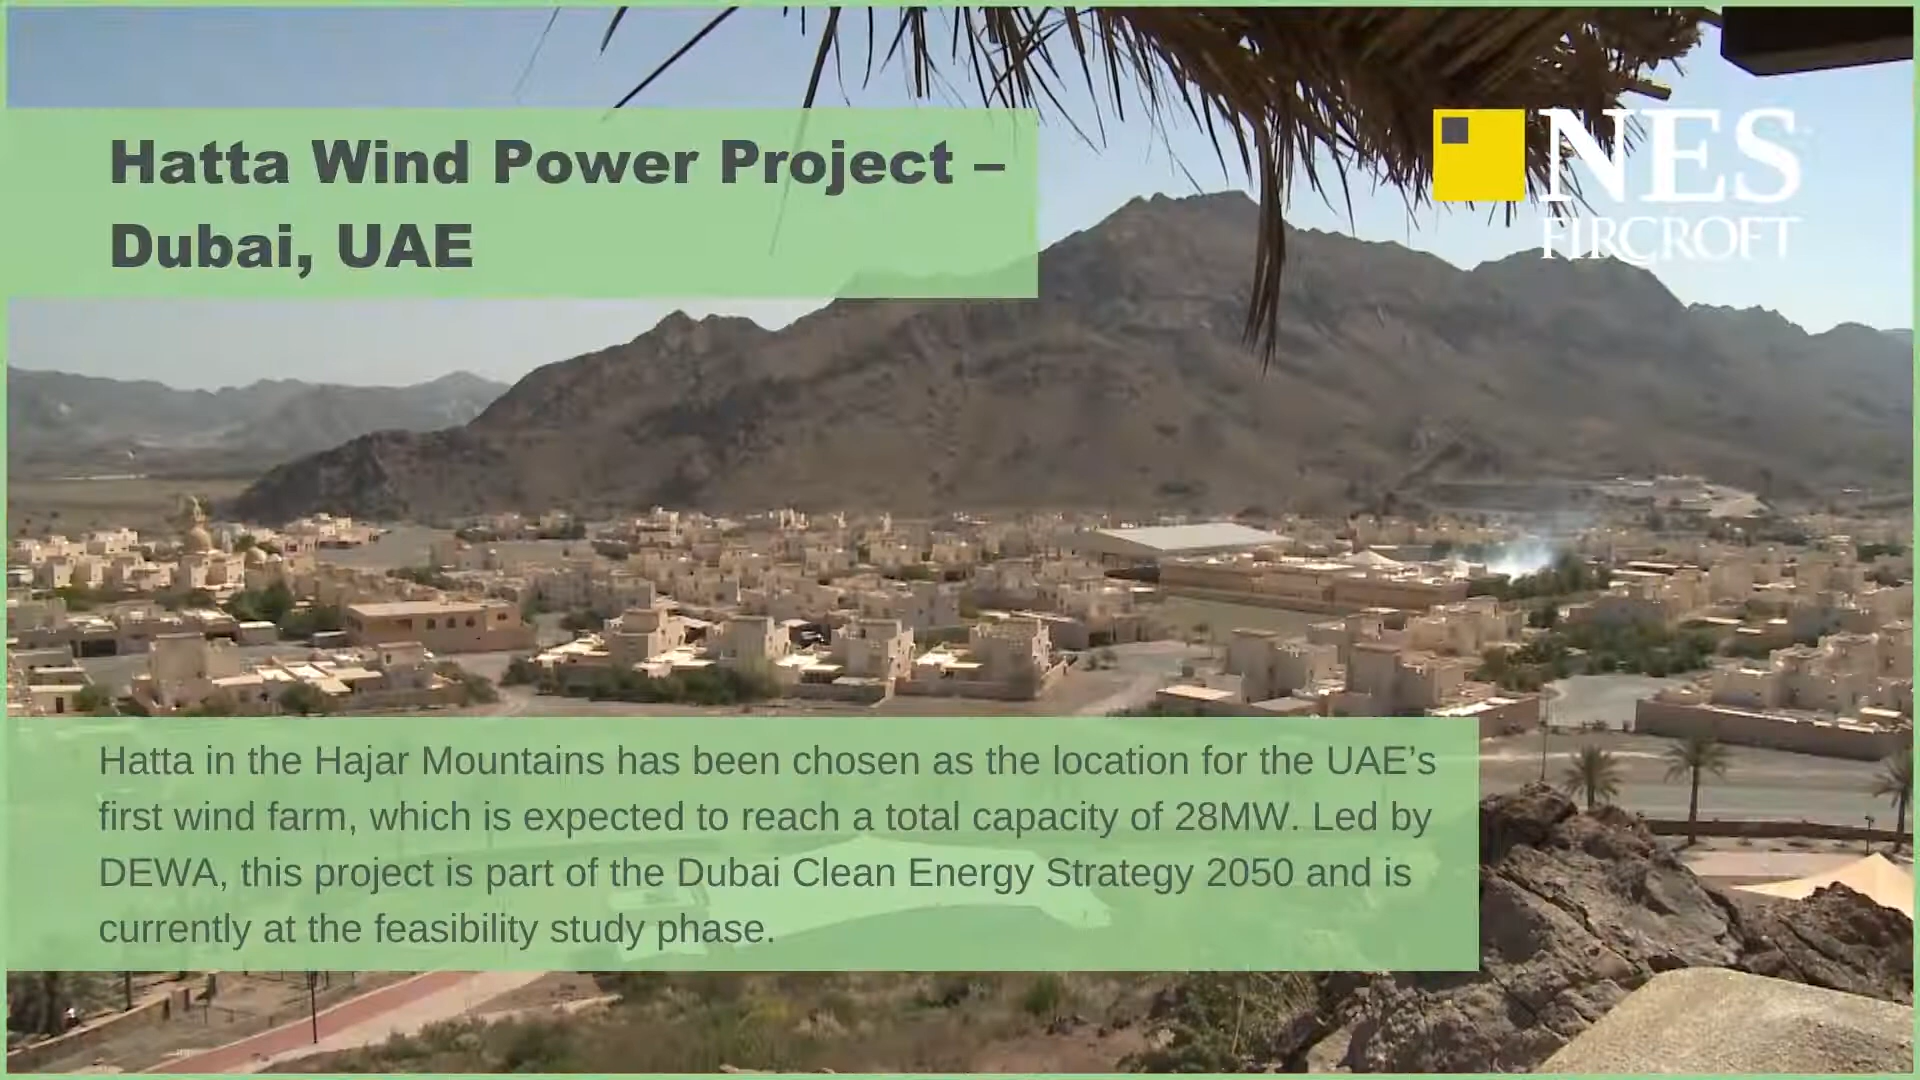 Hatta Wind Power Project –
Dubai, UAE
NES
FIRCROFT
Hatta in the Hajar Mountains has been chosen as the location for the UAE’s
first wind farm, which is expected to reach a total capacity of 28MW. Led by
DEWA, this project is part of the Dubai Clean Energy Strategy 2050 and is
currently at the feasibility study phase.